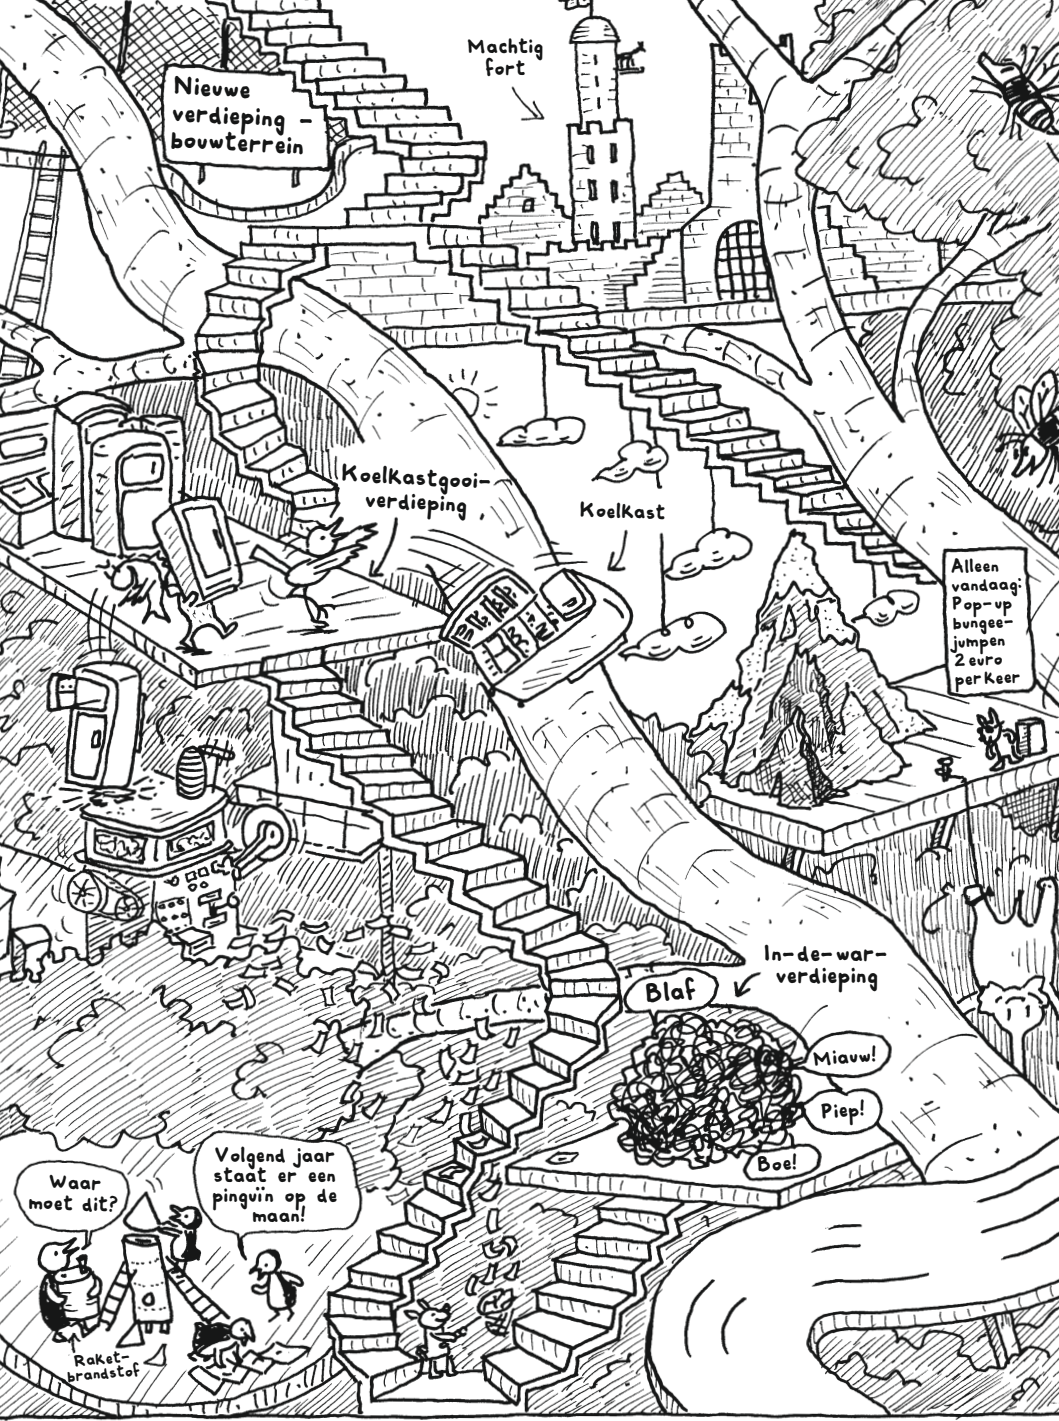 Machtig
fort
Nieuwe
verdieping -
bouwterrein
Koelkastgooi-
verdieping
Koelkast
Alleen
vandaag:
Pop-up
bungee-
jumpen
2 euro
per keer
In-de-war-
verdieping
Blaf
Miauw!
Piep!
Boe!
Waar
moet dit?
Volgend jaar
staat er een
pinguïn op de
maan!
Raket-
brandstof